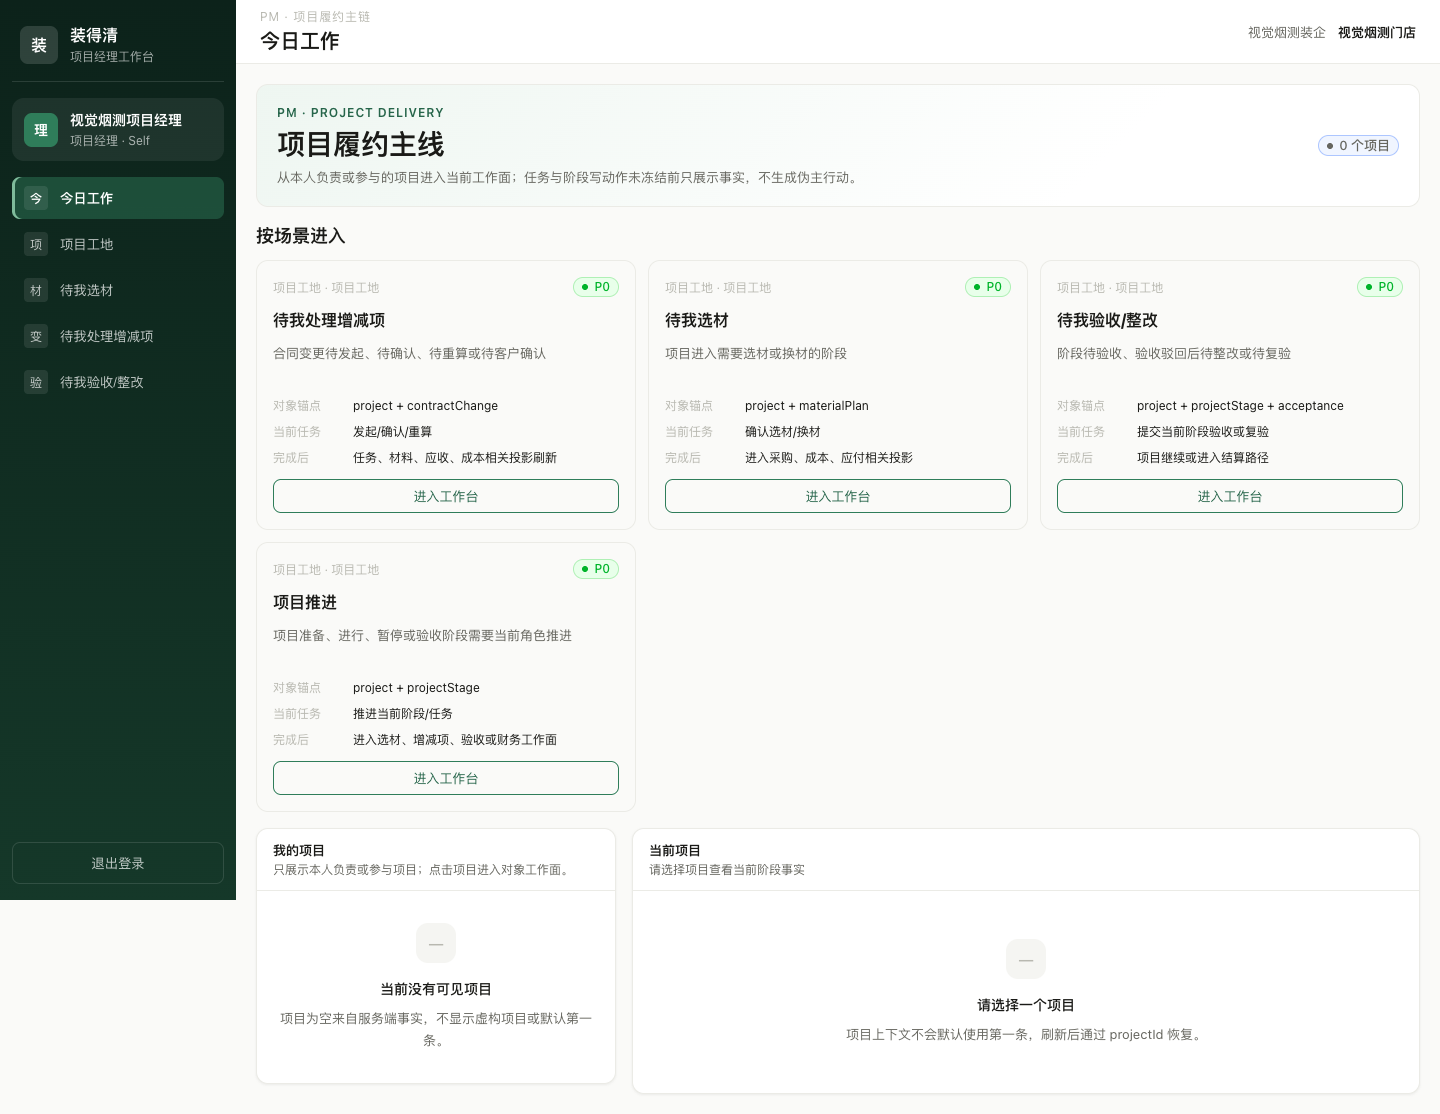 装
装得清
项目经理工作台
理
视觉烟测项目经理
项目经理 · Self
今
今日工作
项
项目工地
材
待我选材
变
待我处理增减项
验
待我验收/整改
退出登录
PM · 项目履约主链
今日工作
视觉烟测装企
视觉烟测门店
PM · PROJECT DELIVERY
项目履约主线
从本人负责或参与的项目进入当前工作面；任务与阶段写动作未冻结前只展示事实，不生成伪主行动。
0 个项目
按场景进入
项目工地 · 项目工地
P0
待我处理增减项
合同变更待发起、待确认、待重算或待客户确认
对象锚点 project + contractChange
当前任务 发起/确认/重算
完成后 任务、材料、应收、成本相关投影刷新
进入工作台
项目工地 · 项目工地
P0
待我选材
项目进入需要选材或换材的阶段
对象锚点 project + materialPlan
当前任务 确认选材/换材
完成后 进入采购、成本、应付相关投影
进入工作台
项目工地 · 项目工地
P0
待我验收/整改
阶段待验收、验收驳回后待整改或待复验
对象锚点 project + projectStage + acceptance
当前任务 提交当前阶段验收或复验
完成后 项目继续或进入结算路径
进入工作台
项目工地 · 项目工地
P0
项目推进
项目准备、进行、暂停或验收阶段需要当前角色推进
对象锚点 project + projectStage
当前任务 推进当前阶段/任务
完成后 进入选材、增减项、验收或财务工作面
进入工作台
我的项目
只展示本人负责或参与项目；点击项目进入对象工作面。
—
当前没有可见项目
项目为空来自服务端事实，不显示虚构项目或默认第一
条。
当前项目
请选择项目查看当前阶段事实
—
请选择一个项目
项目上下文不会默认使用第一条，刷新后通过 projectId 恢复。